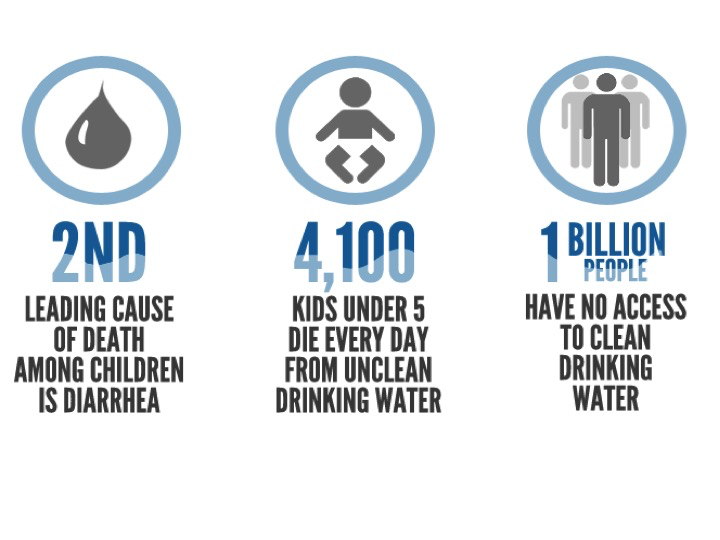 2ND
LEADING CAUSE
OF DEATH
AMONG CHILDREN
IS DIARRHEA
4,100
KIDS UNDER 5
DIE EVERY DAY
FROM UNCLEAN
DRINKING WATER
1 BILLION
PEOPLE
HAVE NO ACCESS
TO CLEAN
DRINKING
WATER